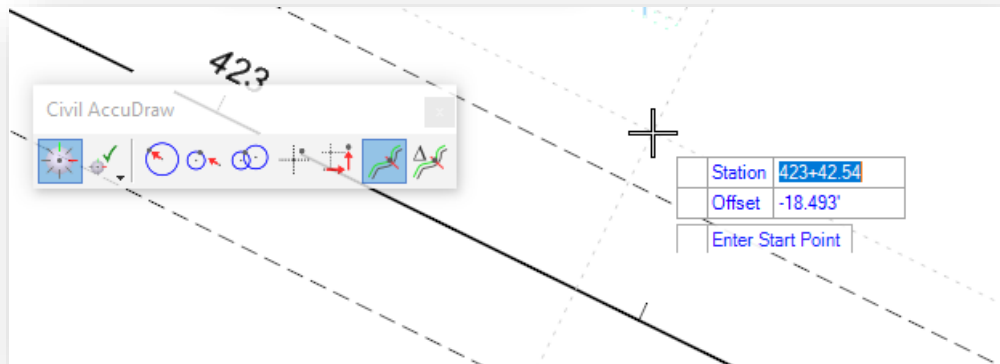 423
Civil AccuDraw
Station 423+42.54
Offset -18.493'
Enter Start Point